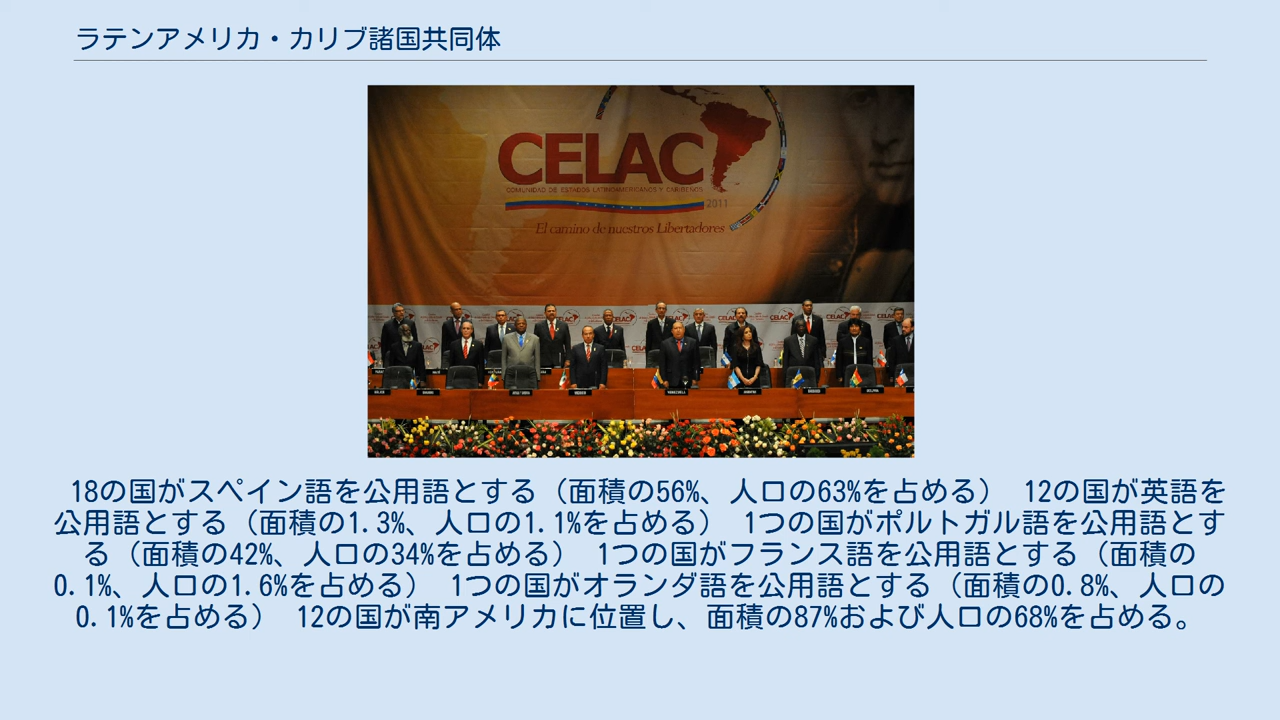 ラテンアメリカ・カリブ諸国共同体
CELAC
COMUNIDAD DE ESTADOS LATINOAMERICANOS Y CARIBEÑOS
2011
El camino de nuestros Libertadores
18の国がスペイン語を公用語とする（面積の56%、人口の63%を占める） 12の国が英語を
公用語とする（面積の1.3%、人口の1.1%を占める） 1つの国がポルトガル語を公用語とす
る（面積の42%、人口の34%を占める） 1つの国がフランス語を公用語とする（面積の
0.1%、人口の1.6%を占める） 1つの国がオランダ語を公用語とする（面積の0.8%、人口の
0.1%を占める） 12の国が南アメリカに位置し、面積の87%および人口の68%を占める。